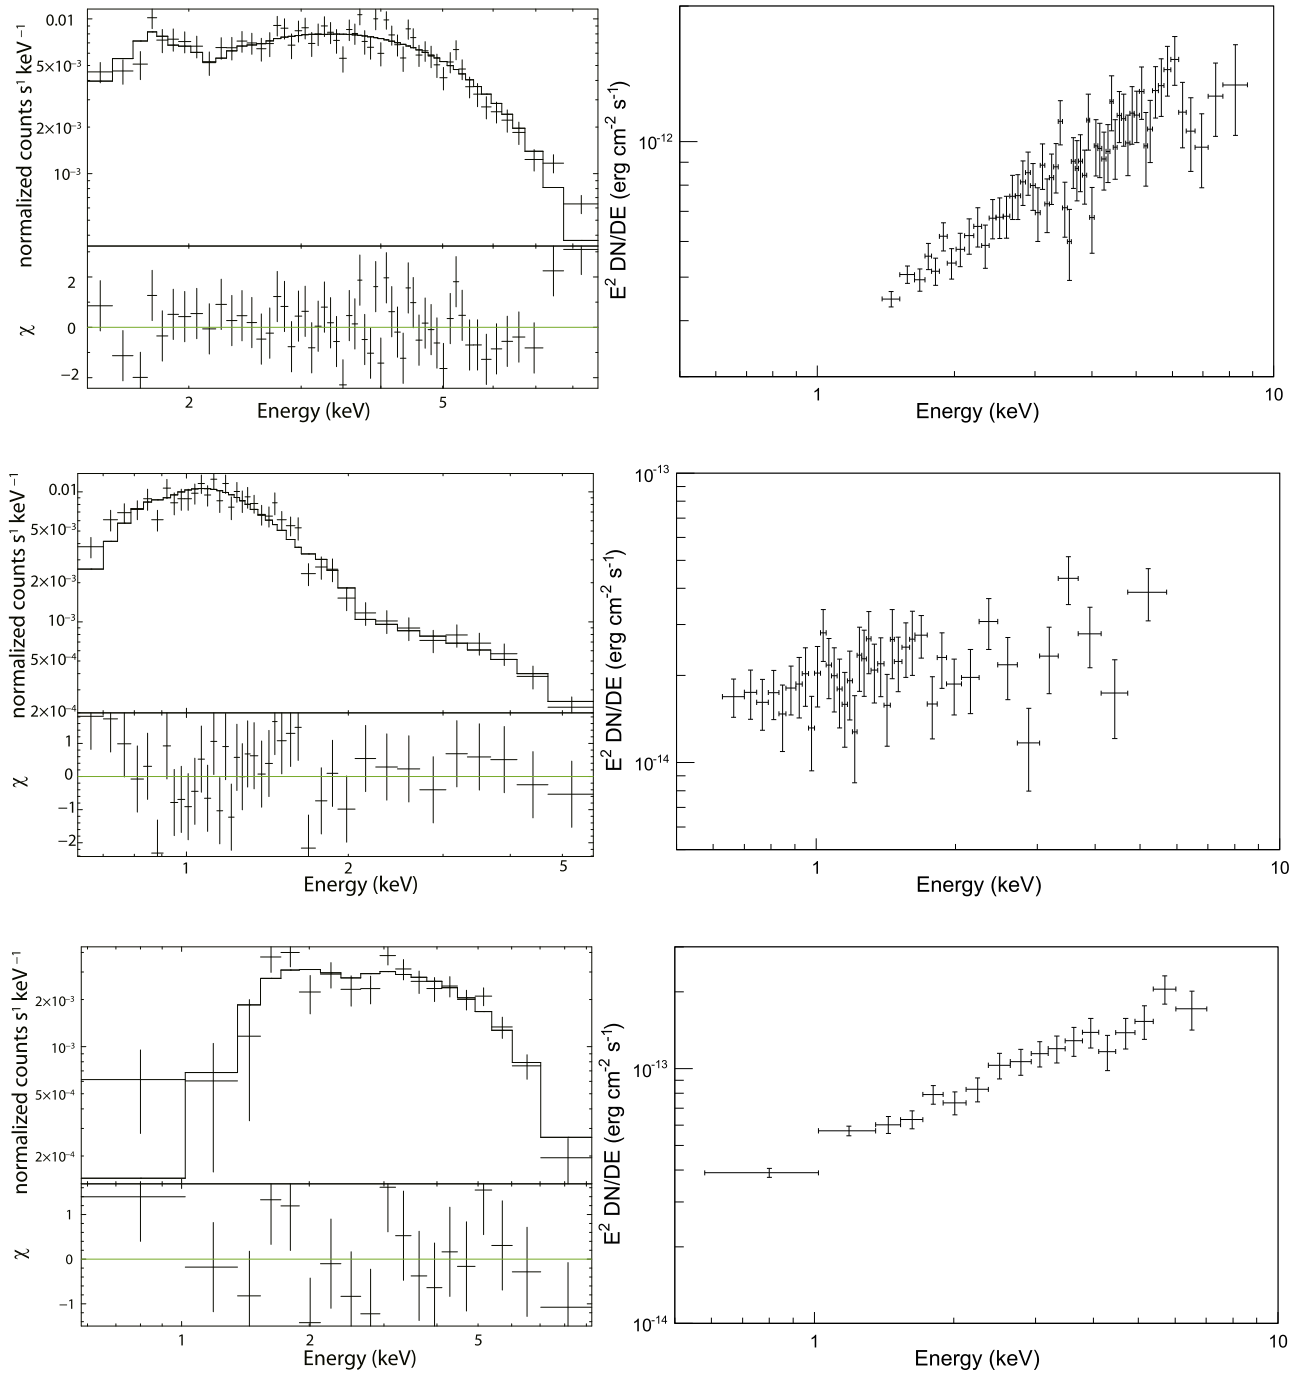 normalized counts s¹ keV⁻¹
0.01
5×10⁻³
2×10⁻³
10⁻³
χ
2
0
−2
2
5
Energy (keV)
E² DN/DE (erg cm⁻² s⁻¹)
10⁻¹²
1
10
Energy (keV)
normalized counts s¹ keV⁻¹
0.01
5×10⁻³
2×10⁻³
10⁻³
5×10⁻⁴
2×10⁻⁴
χ
1
0
−1
−2
1
2
5
Energy (keV)
E² DN/DE (erg cm⁻² s⁻¹)
10⁻¹³
10⁻¹⁴
1
10
Energy (keV)
normalized counts s¹ keV⁻¹
2×10⁻³
10⁻³
5×10⁻⁴
2×10⁻⁴
χ
1
0
−1
1
2
5
Energy (keV)
E² DN/DE (erg cm⁻² s⁻¹)
10⁻¹³
10⁻¹⁴
1
10
Energy (keV)